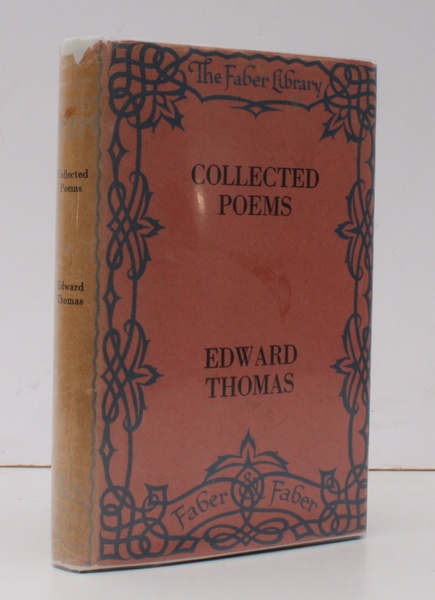 The Faber Library
COLLECTED
POEMS
EDWARD
THOMAS
Faber & Faber
Collected
Poems
Edward
Thomas